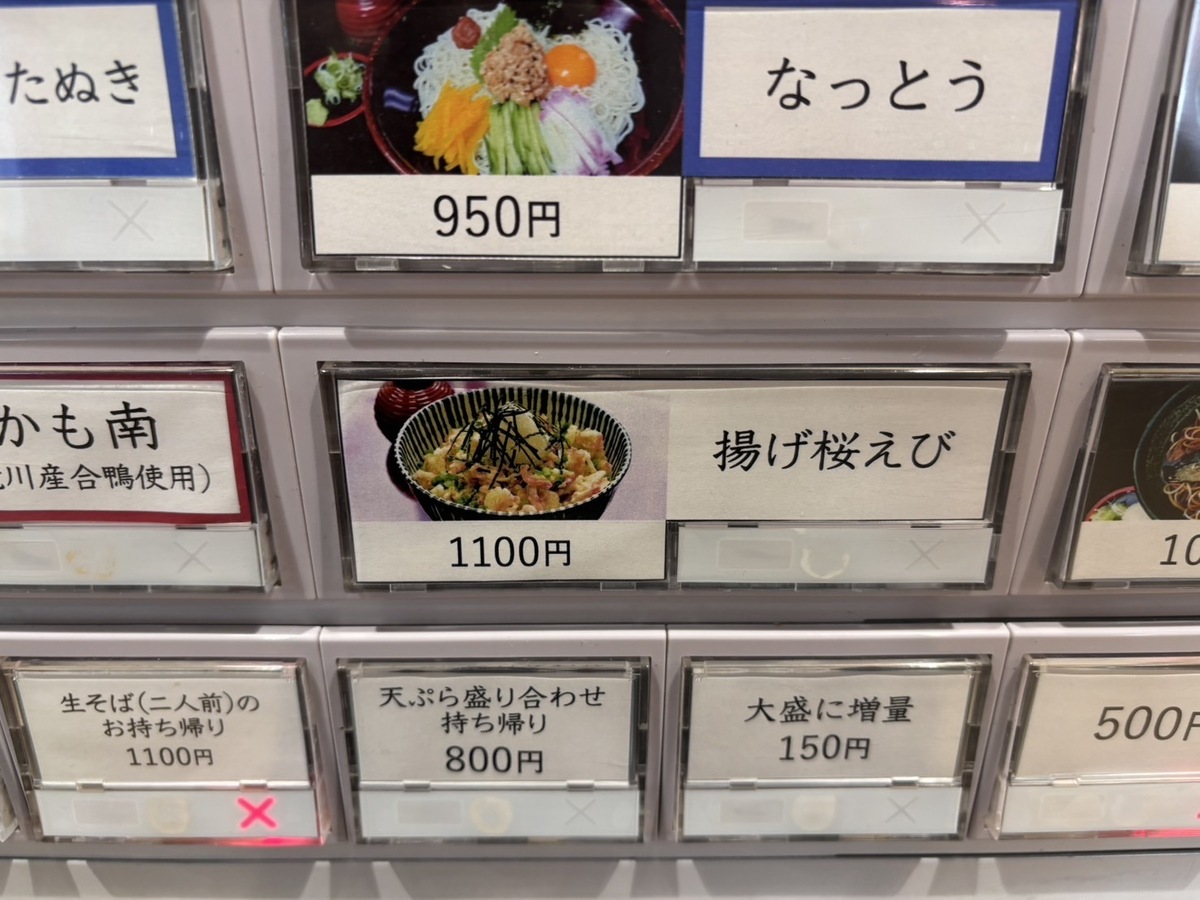 たぬき
なっとう
950円
かも南
川産合鴨使用)
揚げ桜えび
1100円
10
生そば(二人前)の
お持ち帰り
1100円
天ぷら盛り合わせ
持ち帰り
800円
大盛に増量
150円
500円